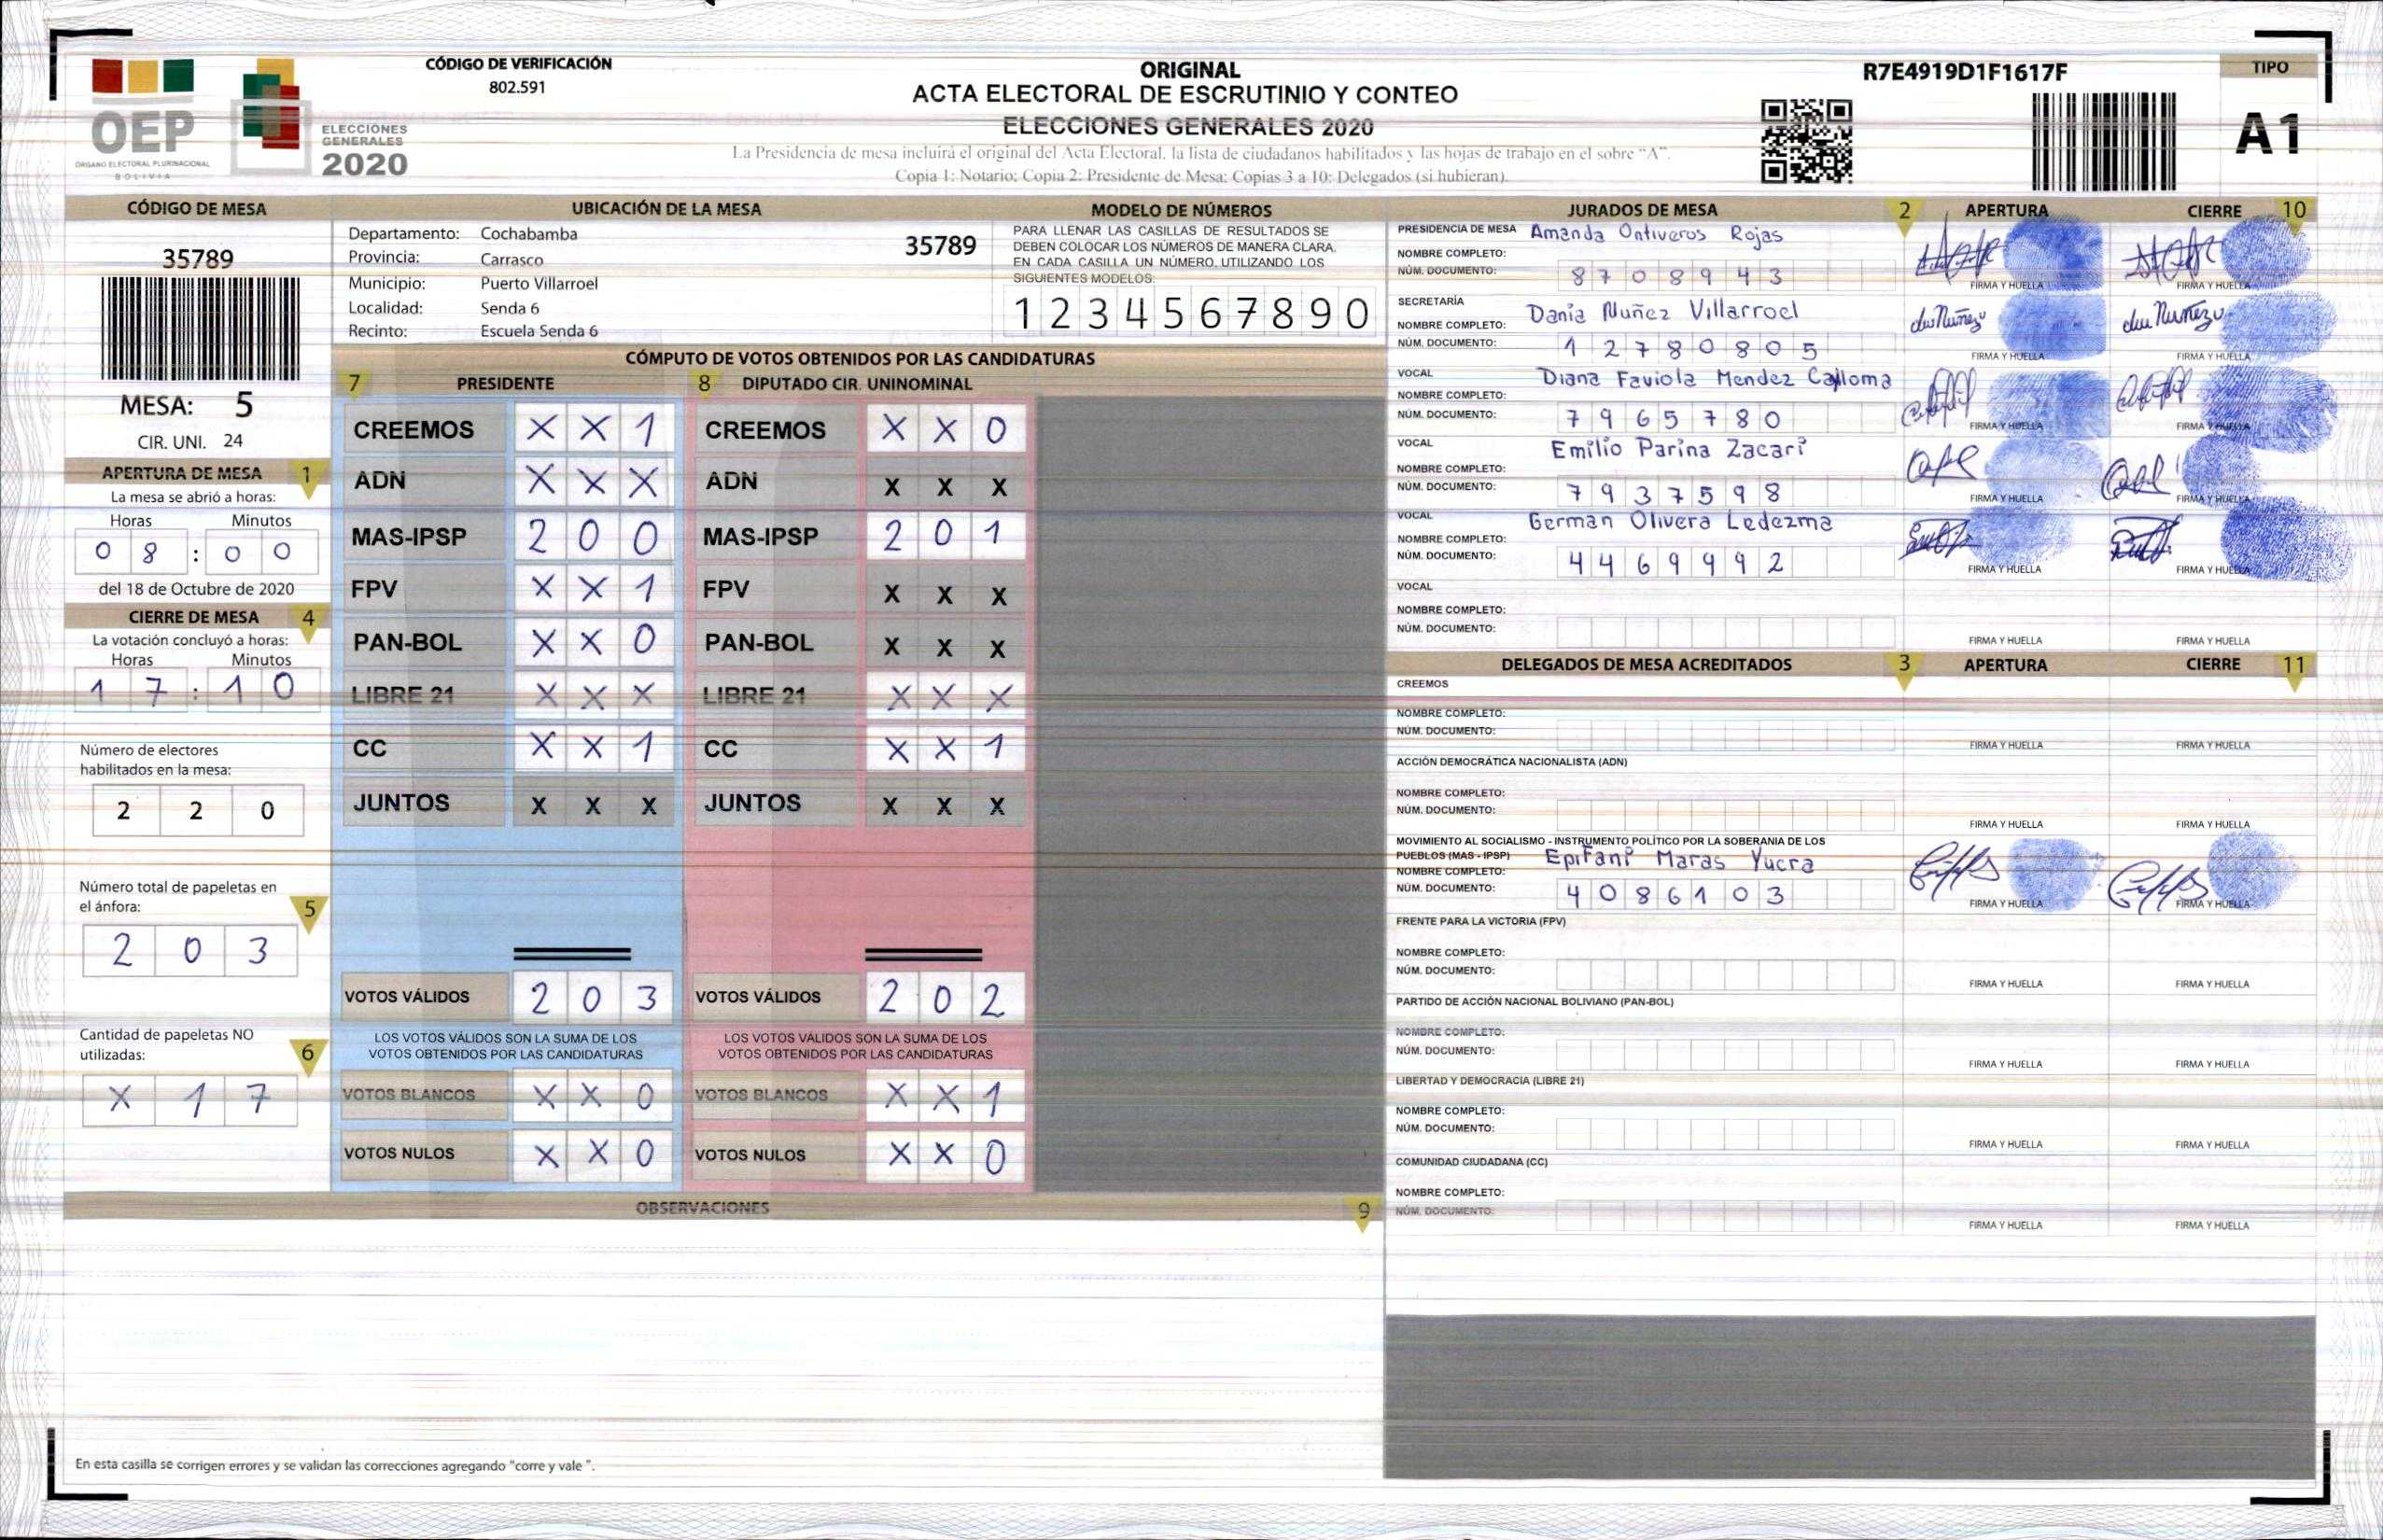 CÓDIGO DE VERIFICACIÓN
802.591
OEP
ÓRGANO ELECTORAL PLURINACIONAL
BOLIVIA
ELECCIONES
GENERALES
2020
ORIGINAL
ACTA ELECTORAL DE ESCRUTINIO Y CONTEO
ELECCIONES GENERALES 2020
La Presidencia de mesa incluirá el original del Acta Electoral, la lista de ciudadanos habilitados y las hojas de trabajo en el sobre "A".
Copia 1: Notario; Copia 2: Presidente de Mesa; Copias 3 a 10: Delegados (si hubieran).
R7E4919D1F1617F
TIPO
A1
CÓDIGO DE MESA
35789
MESA: 5
CIR. UNI. 24
APERTURA DE MESA 1
La mesa se abrió a horas:
Horas Minutos
0 8 : 0 0
del 18 de Octubre de 2020
CIERRE DE MESA 4
La votación concluyó a horas:
Horas Minutos
1 7 : 1 0
Número de electores
habilitados en la mesa:
2 2 0
Número total de papeletas en
el ánfora: 5
2 0 3
Cantidad de papeletas NO
utilizadas: 6
X 1 7
UBICACIÓN DE LA MESA
Departamento: Cochabamba
35789
Provincia: Carrasco
Municipio: Puerto Villarroel
Localidad: Senda 6
Recinto: Escuela Senda 6
MODELO DE NÚMEROS
PARA LLENAR LAS CASILLAS DE RESULTADOS SE
DEBEN COLOCAR LOS NÚMEROS DE MANERA CLARA.
EN CADA CASILLA UN NÚMERO, UTILIZANDO LOS
SIGUIENTES MODELOS:
1 2 3 4 5 6 7 8 9 0
CÓMPUTO DE VOTOS OBTENIDOS POR LAS CANDIDATURAS
7 PRESIDENTE 8 DIPUTADO CIR. UNINOMINAL
CREEMOS X X 1 CREEMOS X X 0
ADN X X X ADN X X X
MAS-IPSP 2 0 0 MAS-IPSP 2 0 1
FPV X X 1 FPV X X X
PAN-BOL X X 0 PAN-BOL X X X
LIBRE 21 X X X LIBRE 21 X X X
CC X X 1 CC X X 1
JUNTOS X X X JUNTOS X X X
VOTOS VÁLIDOS 2 0 3 VOTOS VÁLIDOS 2 0 2
LOS VOTOS VÁLIDOS SON LA SUMA DE LOS LOS VOTOS VÁLIDOS SON LA SUMA DE LOS
VOTOS OBTENIDOS POR LAS CANDIDATURAS VOTOS OBTENIDOS POR LAS CANDIDATURAS
VOTOS BLANCOS X X 0 VOTOS BLANCOS X X 1
VOTOS NULOS X X 0 VOTOS NULOS X X 0
OBSERVACIONES 9
En esta casilla se corrigen errores y se validan las correcciones agregando "corre y vale ".
JURADOS DE MESA 2 APERTURA CIERRE 10
PRESIDENCIA DE MESA Amanda Ontiveros Rojas
NOMBRE COMPLETO:
NÚM. DOCUMENTO: 8 7 0 8 9 4 3
FIRMA Y HUELLA FIRMA Y HUELLA
SECRETARÍA Dania Nuñez Villarroel
NOMBRE COMPLETO:
NÚM. DOCUMENTO: 1 2 7 8 0 8 0 5
FIRMA Y HUELLA FIRMA Y HUELLA
VOCAL Diana Faviola Mendez Calloma
NOMBRE COMPLETO:
NÚM. DOCUMENTO: 7 9 6 5 7 8 0
FIRMA Y HUELLA FIRMA Y HUELLA
VOCAL Emilio Parina Zacari
NOMBRE COMPLETO:
NÚM. DOCUMENTO: 7 9 3 7 5 9 8
FIRMA Y HUELLA FIRMA Y HUELLA
VOCAL German Olivera Ledezma
NOMBRE COMPLETO:
NÚM. DOCUMENTO: 4 4 6 9 9 9 2
FIRMA Y HUELLA FIRMA Y HUELLA
VOCAL
NOMBRE COMPLETO:
NÚM. DOCUMENTO:
FIRMA Y HUELLA FIRMA Y HUELLA
DELEGADOS DE MESA ACREDITADOS 3 APERTURA CIERRE 11
CREEMOS
NOMBRE COMPLETO:
NÚM. DOCUMENTO:
FIRMA Y HUELLA FIRMA Y HUELLA
ACCIÓN DEMOCRÁTICA NACIONALISTA (ADN)
NOMBRE COMPLETO:
NÚM. DOCUMENTO:
FIRMA Y HUELLA FIRMA Y HUELLA
MOVIMIENTO AL SOCIALISMO - INSTRUMENTO POLÍTICO POR LA SOBERANIA DE LOS
PUEBLOS (MAS - IPSP) Epifani Maras Yucra
NOMBRE COMPLETO:
NÚM. DOCUMENTO: 4 0 8 6 1 0 3
FIRMA Y HUELLA FIRMA Y HUELLA
FRENTE PARA LA VICTORIA (FPV)
NOMBRE COMPLETO:
NÚM. DOCUMENTO:
FIRMA Y HUELLA FIRMA Y HUELLA
PARTIDO DE ACCIÓN NACIONAL BOLIVIANO (PAN-BOL)
NOMBRE COMPLETO:
NÚM. DOCUMENTO:
FIRMA Y HUELLA FIRMA Y HUELLA
LIBERTAD Y DEMOCRACIA (LIBRE 21)
NOMBRE COMPLETO:
NÚM. DOCUMENTO:
FIRMA Y HUELLA FIRMA Y HUELLA
COMUNIDAD CIUDADANA (CC)
NOMBRE COMPLETO:
NÚM. DOCUMENTO:
FIRMA Y HUELLA FIRMA Y HUELLA